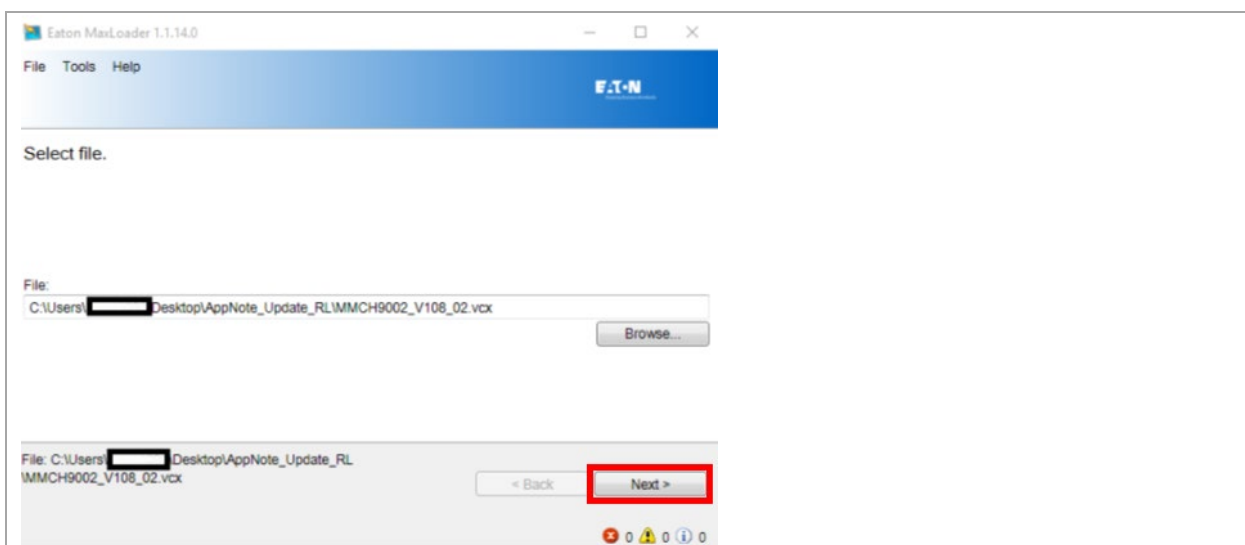 Eaton MaxLoader 1.1.14.0
File Tools Help
EATON
Select file.
File:
C:\Users\ Desktop\AppNote_Update_RL\MMCH9002_V108_02.vcx
Browse...
File: C:\Users\ \Desktop\AppNote_Update_RL
\MMCH9002_V108_02.vcx
< Back Next >
0 0 0